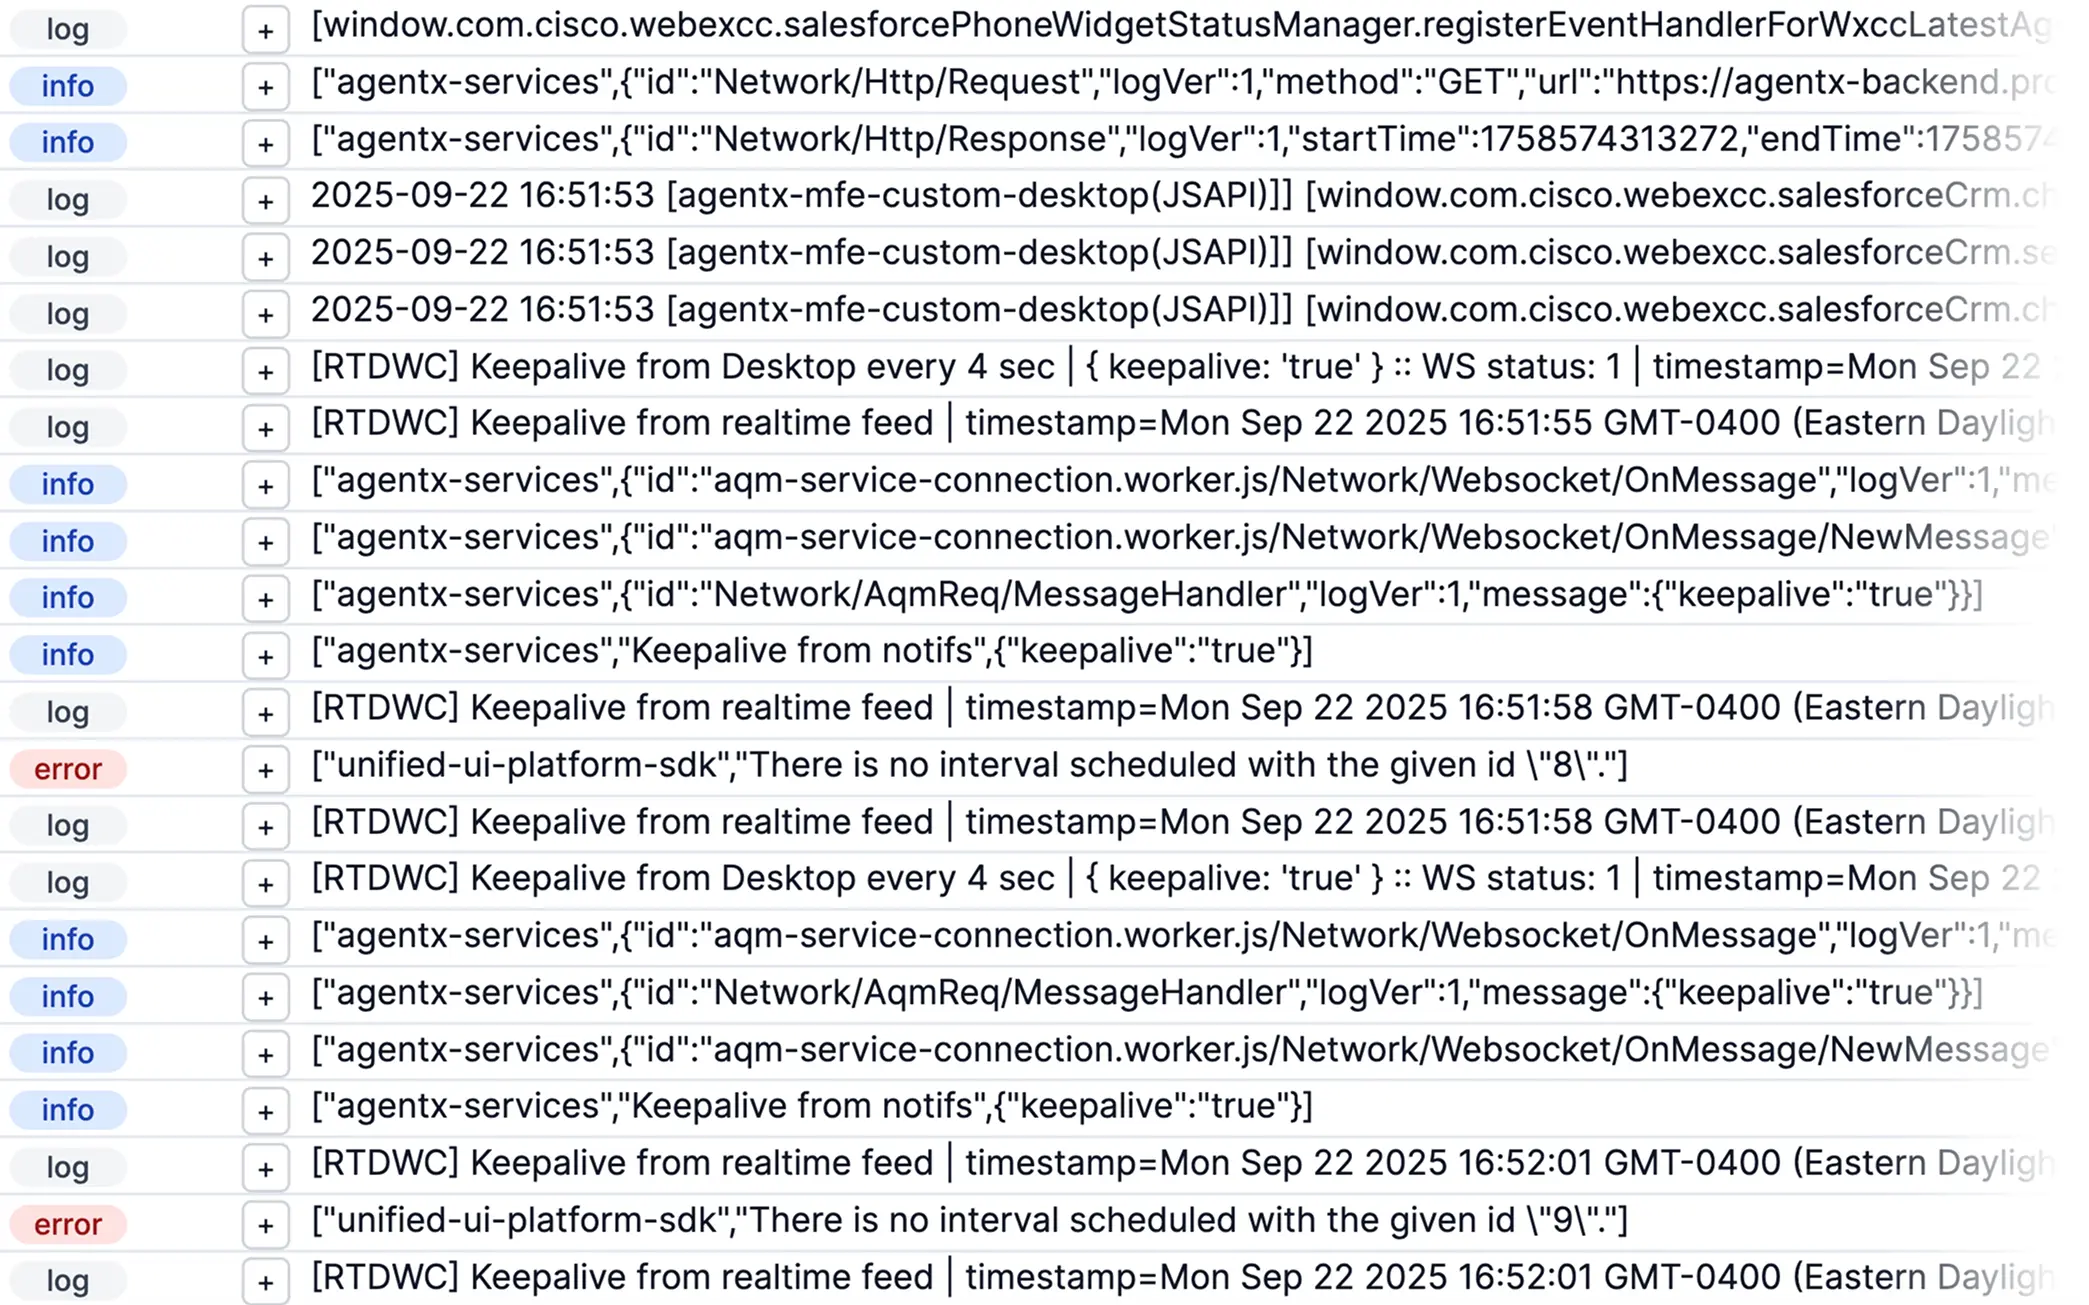 log + [window.com.cisco.webexcc.salesforcePhoneWidgetStatusManager.registerEventHandlerForWxccLatestAg
info + ["agentx-services",{"id":"Network/Http/Request","logVer":1,"method":"GET","url":"https://agentx-backend.pro
info + ["agentx-services",{"id":"Network/Http/Response","logVer":1,"startTime":1758574313272,"endTime":1758574
log + 2025-09-22 16:51:53 [agentx-mfe-custom-desktop(JSAPI)]] [window.com.cisco.webexcc.salesforceCrm.ch
log + 2025-09-22 16:51:53 [agentx-mfe-custom-desktop(JSAPI)]] [window.com.cisco.webexcc.salesforceCrm.se
log + 2025-09-22 16:51:53 [agentx-mfe-custom-desktop(JSAPI)]] [window.com.cisco.webexcc.salesforceCrm.ch
log + [RTDWC] Keepalive from Desktop every 4 sec | { keepalive: 'true' } :: WS status: 1 | timestamp=Mon Sep 22
log + [RTDWC] Keepalive from realtime feed | timestamp=Mon Sep 22 2025 16:51:55 GMT-0400 (Eastern Dayligh
info + ["agentx-services",{"id":"aqm-service-connection.worker.js/Network/Websocket/OnMessage","logVer":1,"me
info + ["agentx-services",{"id":"aqm-service-connection.worker.js/Network/Websocket/OnMessage/NewMessage"
info + ["agentx-services",{"id":"Network/AqmReq/MessageHandler","logVer":1,"message":{"keepalive":"true"}}]
info + ["agentx-services","Keepalive from notifs",{"keepalive":"true"}]
log + [RTDWC] Keepalive from realtime feed | timestamp=Mon Sep 22 2025 16:51:58 GMT-0400 (Eastern Dayligh
error + ["unified-ui-platform-sdk","There is no interval scheduled with the given id \"8\"."]
log + [RTDWC] Keepalive from realtime feed | timestamp=Mon Sep 22 2025 16:51:58 GMT-0400 (Eastern Dayligh
log + [RTDWC] Keepalive from Desktop every 4 sec | { keepalive: 'true' } :: WS status: 1 | timestamp=Mon Sep 22
info + ["agentx-services",{"id":"aqm-service-connection.worker.js/Network/Websocket/OnMessage","logVer":1,"me
info + ["agentx-services",{"id":"Network/AqmReq/MessageHandler","logVer":1,"message":{"keepalive":"true"}}]
info + ["agentx-services",{"id":"aqm-service-connection.worker.js/Network/Websocket/OnMessage/NewMessage"
info + ["agentx-services","Keepalive from notifs",{"keepalive":"true"}]
log + [RTDWC] Keepalive from realtime feed | timestamp=Mon Sep 22 2025 16:52:01 GMT-0400 (Eastern Dayligh
error + ["unified-ui-platform-sdk","There is no interval scheduled with the given id \"9\"."]
log + [RTDWC] Keepalive from realtime feed | timestamp=Mon Sep 22 2025 16:52:01 GMT-0400 (Eastern Dayligh